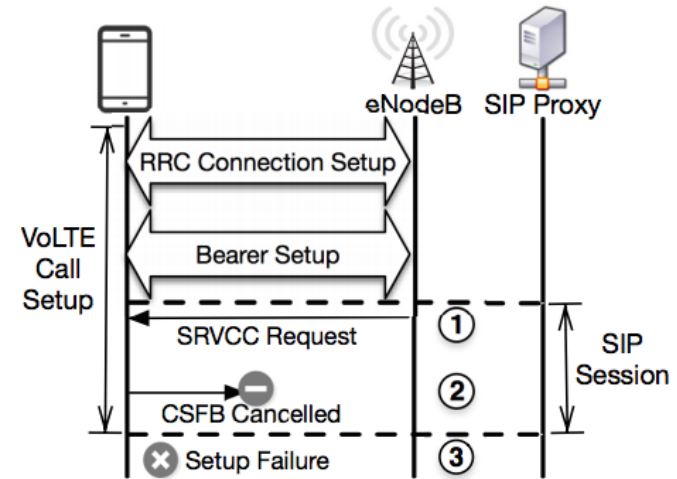 eNodeB
SIP Proxy
RRC Connection Setup
VoLTE
Call
Setup
Bearer Setup
SRVCC Request
①
SIP
Session
CSFB Cancelled
②
Setup Failure
③